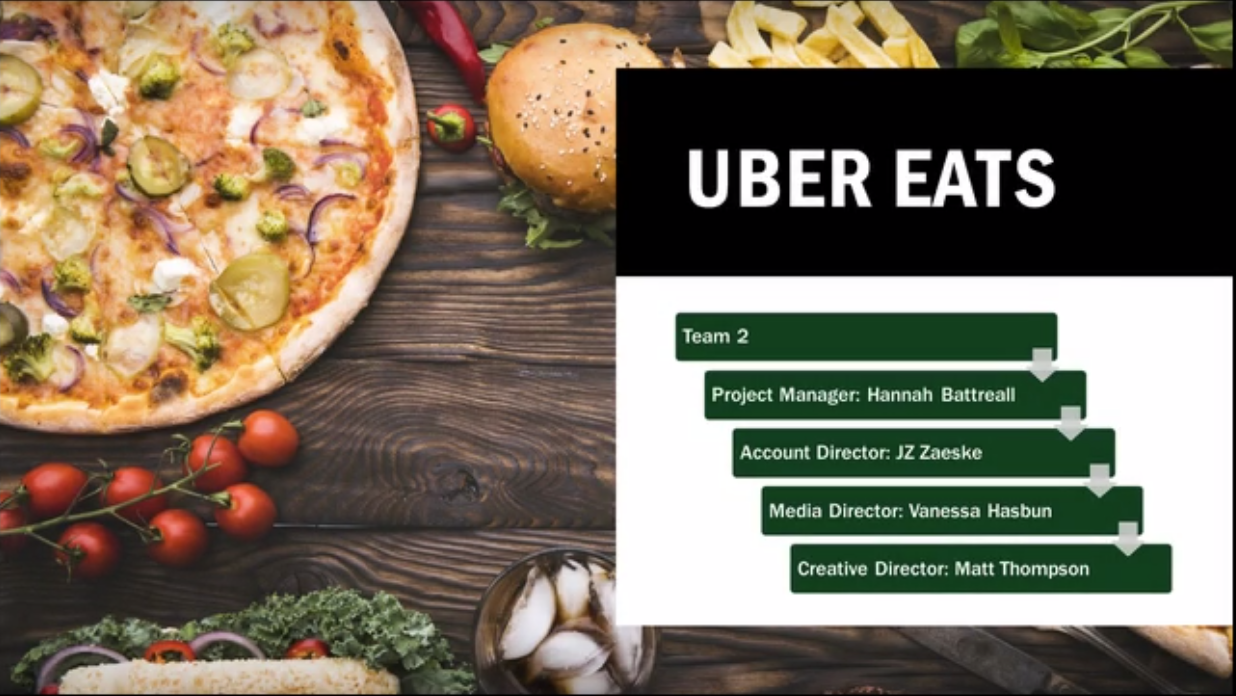 UBER EATS
Team 2
Project Manager: Hannah Battreall
Account Director: JZ Zaeske
Media Director: Vanessa Hasbun
Creative Director: Matt Thompson